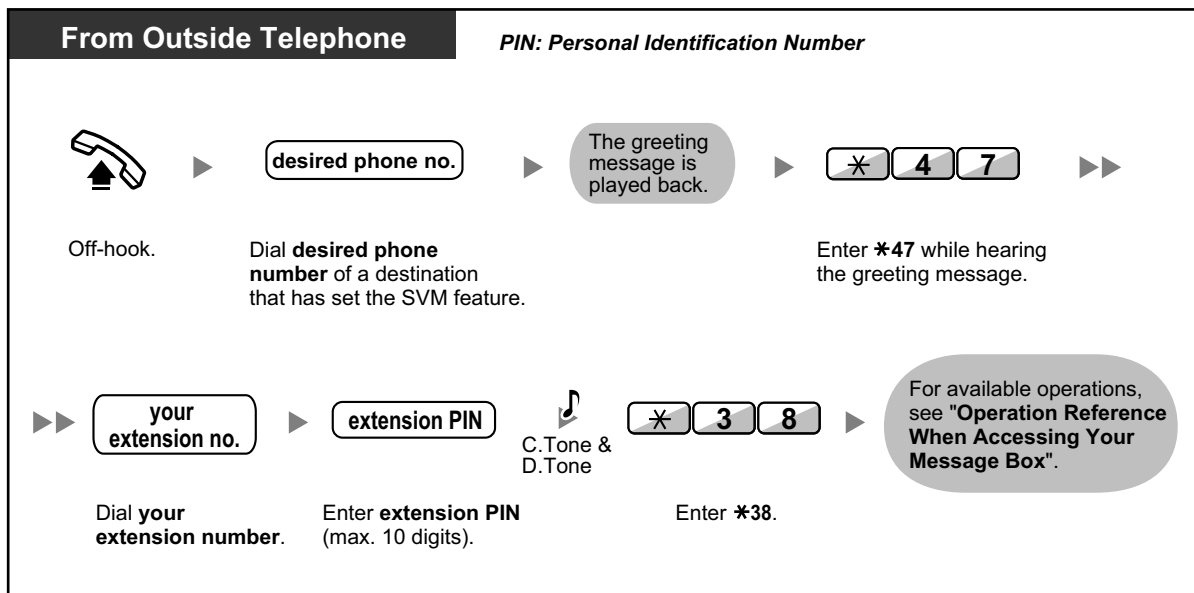 From Outside Telephone
PIN: Personal Identification Number
desired phone no.
The greeting
message is
played back.
✳ 4 7
Off-hook.
Dial desired phone
number of a destination
that has set the SVM feature.
Enter ✳47 while hearing
the greeting message.
your
extension no.
extension PIN
C.Tone &
D.Tone
✳ 3 8
For available operations,
see "Operation Reference
When Accessing Your
Message Box".
Dial your
extension number.
Enter extension PIN
(max. 10 digits).
Enter ✳38.